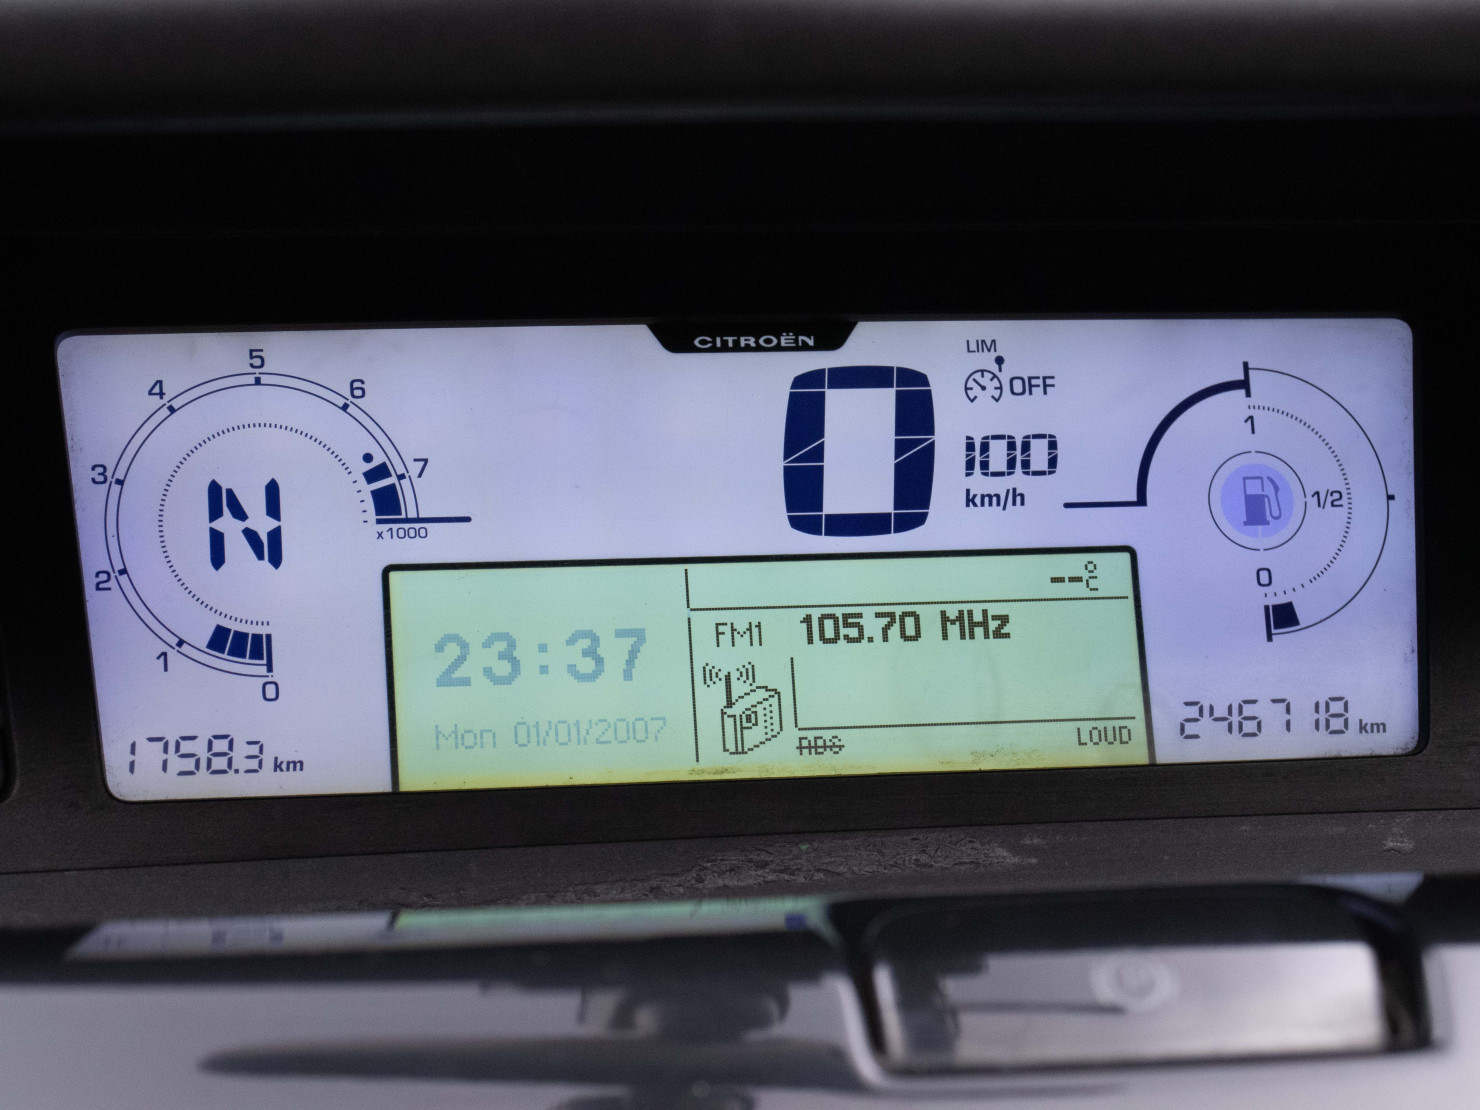 CITROËN
5
4
6
3
7
2
1
0
x1000
N
1758.3 km
0
LIM
OFF
100
km/h
1
1/2
0
246718 km
23:37
Mon 01/01/2007
--°C
FM1 105.70 MHz
RDS
LOUD